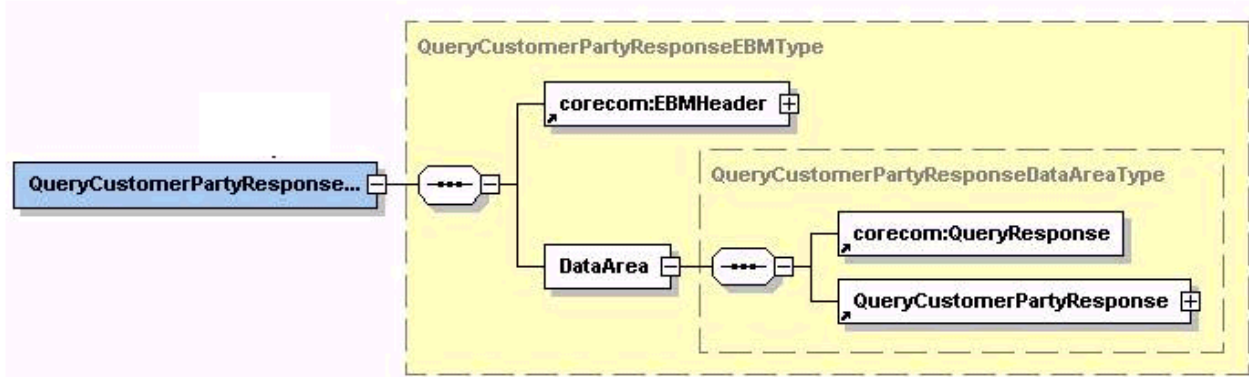 QueryCustomerPartyResponseEBMType
corecom:EBMHeader
QueryCustomerPartyResponse...
QueryCustomerPartyResponseDataAreaType
corecom:QueryResponse
DataArea
QueryCustomerPartyResponse